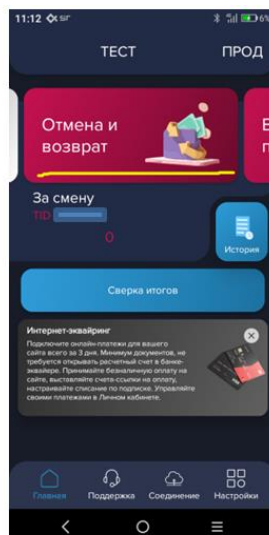 11:12
6%
ТЕСТ ПРОД
Отмена и
возврат
За смену
TID
0
История
Сверка итогов
Интернет-эквайринг
Подключите онлайн-платежи для вашего
сайта всего за 3 дня. Минимум документов, не
требуется открывать расчетный счет в банке-
эквайере. Принимайте безналичную оплату на
сайте, выставляйте счета-ссылки на оплату,
настраивайте списание по подписке. Управляйте
своими платежами в Личном кабинете.
Главная Поддержка Соединение Настройки